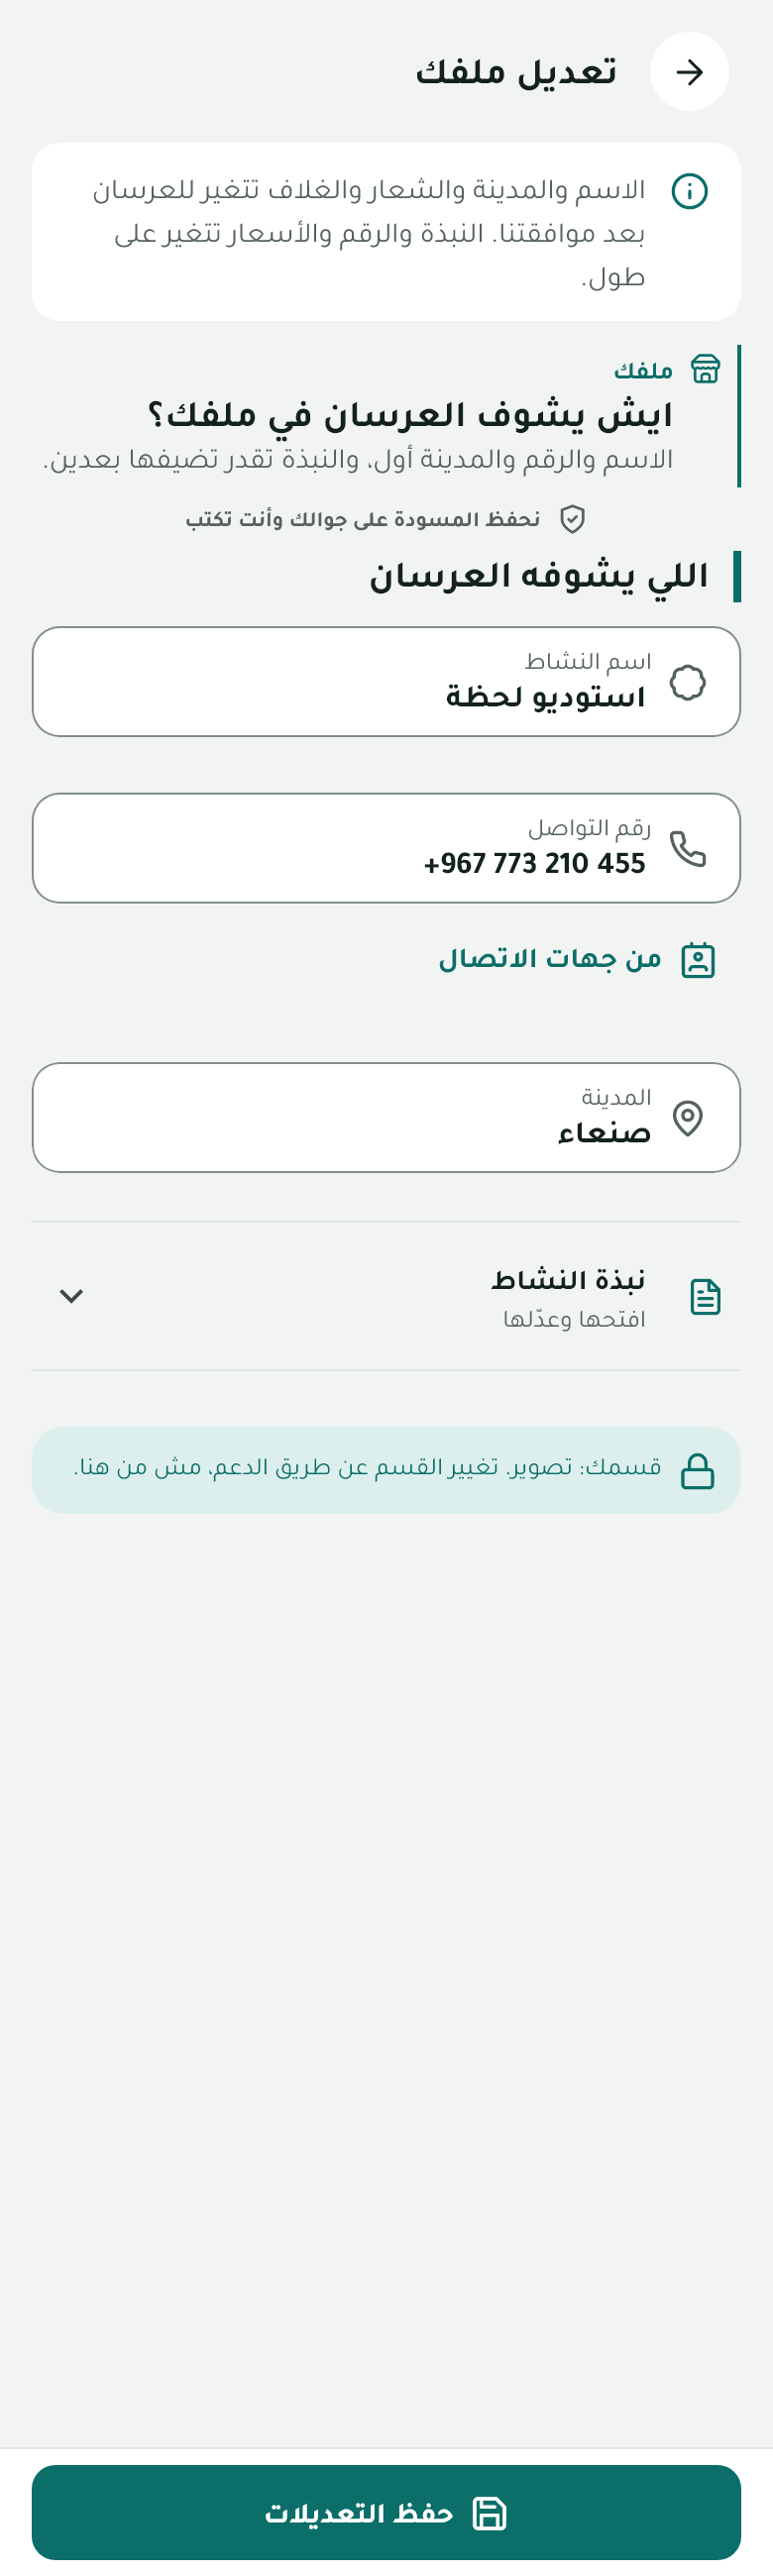 تعديل ملفك
الاسم والمدينة والشعار والغلاف تتغير للعرسان
بعد موافقتنا. النبذة والرقم والأسعار تتغير على
طول.
ملفك
ايش يشوف العرسان في ملفك؟
الاسم والرقم والمدينة أول، والنبذة تقدر تضيفها بعدين.
نحفظ المسودة على جوالك وأنت تكتب
اللي يشوفه العرسان
اسم النشاط
استوديو لحظة
رقم التواصل
+967 773 210 455
من جهات الاتصال
المدينة
صنعاء
نبذة النشاط
افتحها وعدّلها
قسمك: تصوير. تغيير القسم عن طريق الدعم، مش من هنا.
حفظ التعديلات